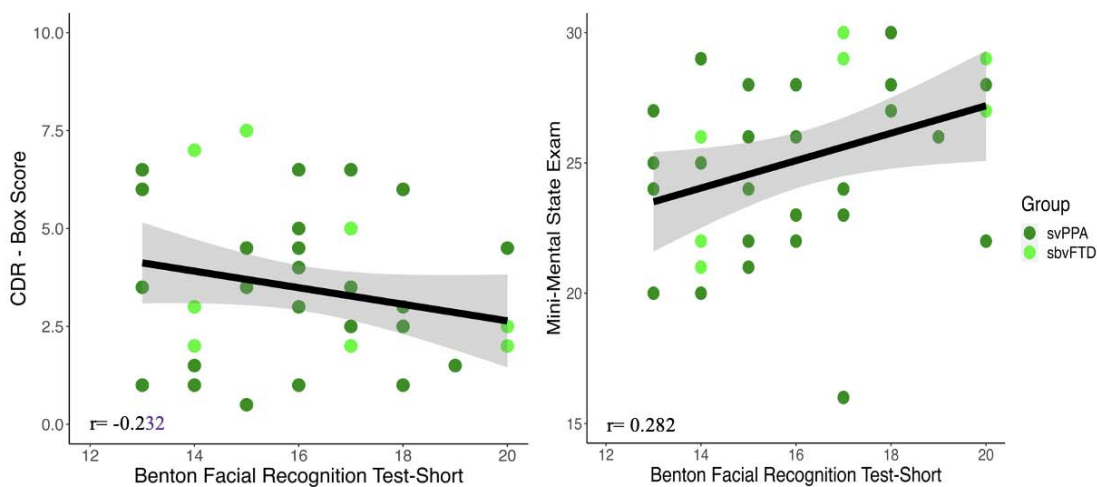 10.0
7.5
5.0
2.5
0.0
CDR - Box Score
r= -0.232
12 14 16 18 20
Benton Facial Recognition Test-Short
30
25
20
15
Mini-Mental State Exam
r= 0.282
12 14 16 18 20
Benton Facial Recognition Test-Short
Group
svPPA
sbvFTD